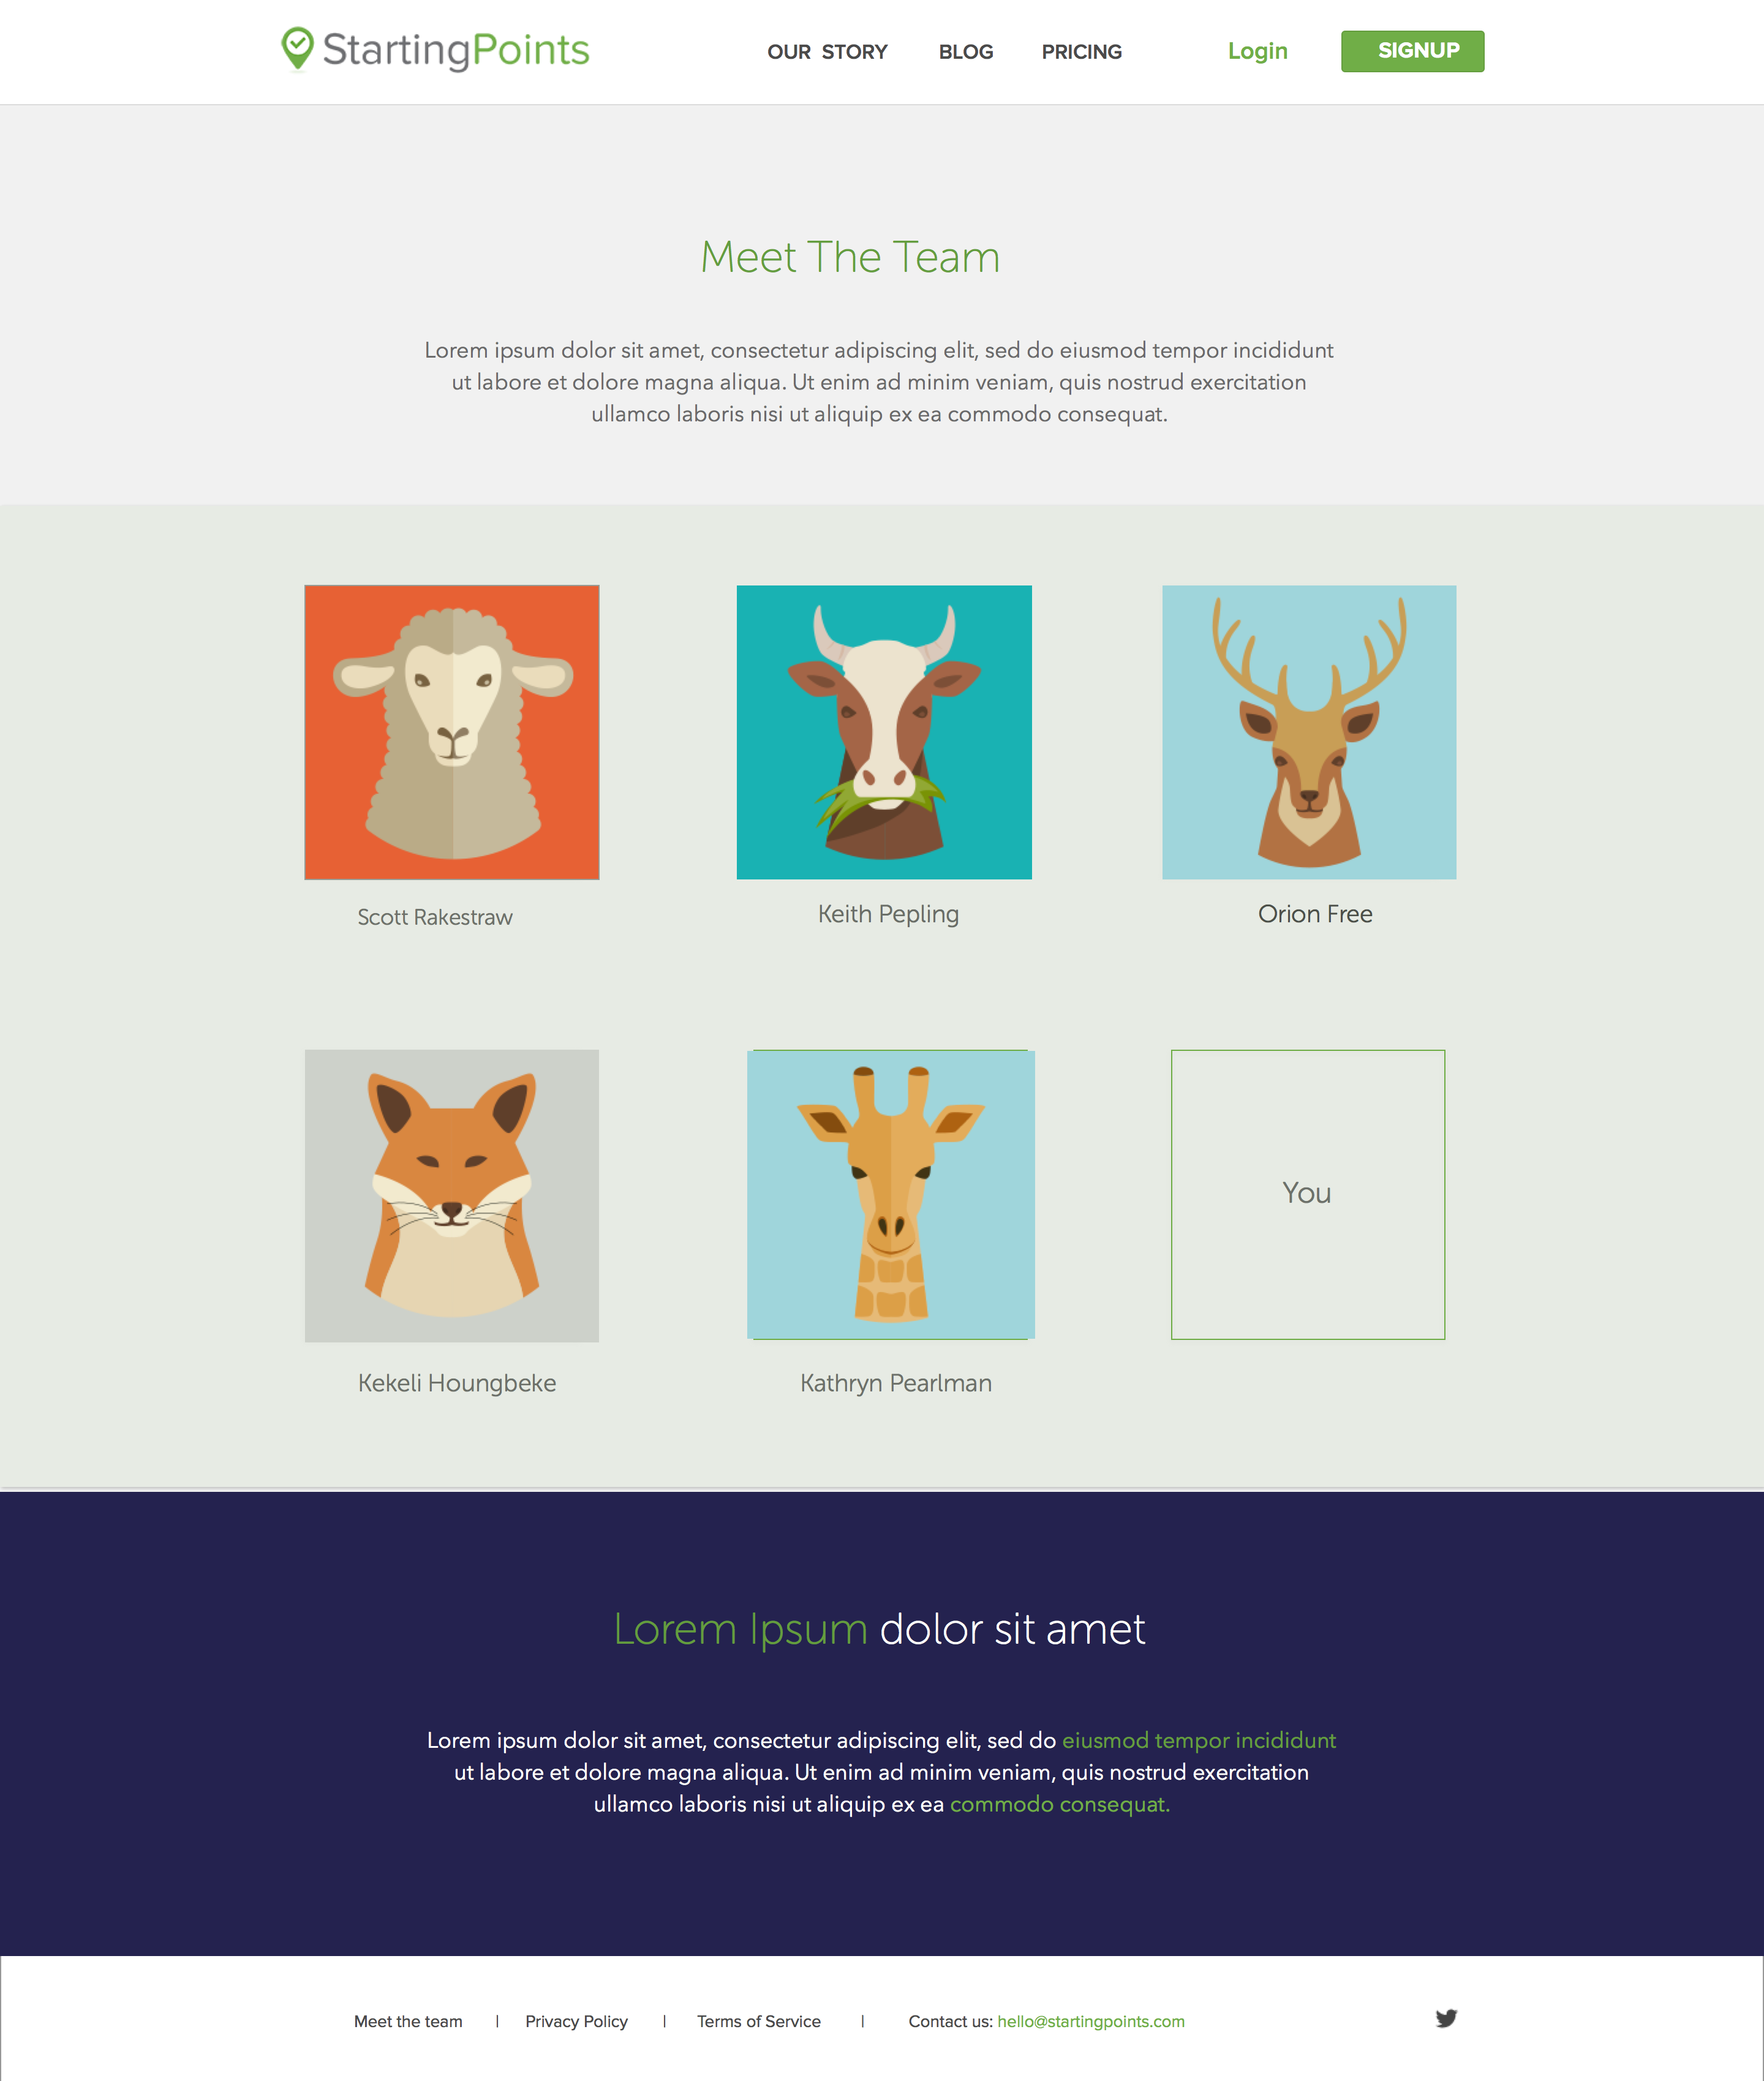 StartingPoints OUR STORY BLOG PRICING Login SIGNUP
Meet The Team
Lorem ipsum dolor sit amet, consectetur adipiscing elit, sed do eiusmod tempor incididunt
ut labore et dolore magna aliqua. Ut enim ad minim veniam, quis nostrud exercitation
ullamco laboris nisi ut aliquip ex ea commodo consequat.
Scott Rakestraw
Keith Pepling
Orion Free
Kekeli Houngbeke
Kathryn Pearlman
You
Lorem Ipsum dolor sit amet
Lorem ipsum dolor sit amet, consectetur adipiscing elit, sed do eiusmod tempor incididunt
ut labore et dolore magna aliqua. Ut enim ad minim veniam, quis nostrud exercitation
ullamco laboris nisi ut aliquip ex ea commodo consequat.
Meet the team | Privacy Policy | Terms of Service | Contact us: hello@startingpoints.com